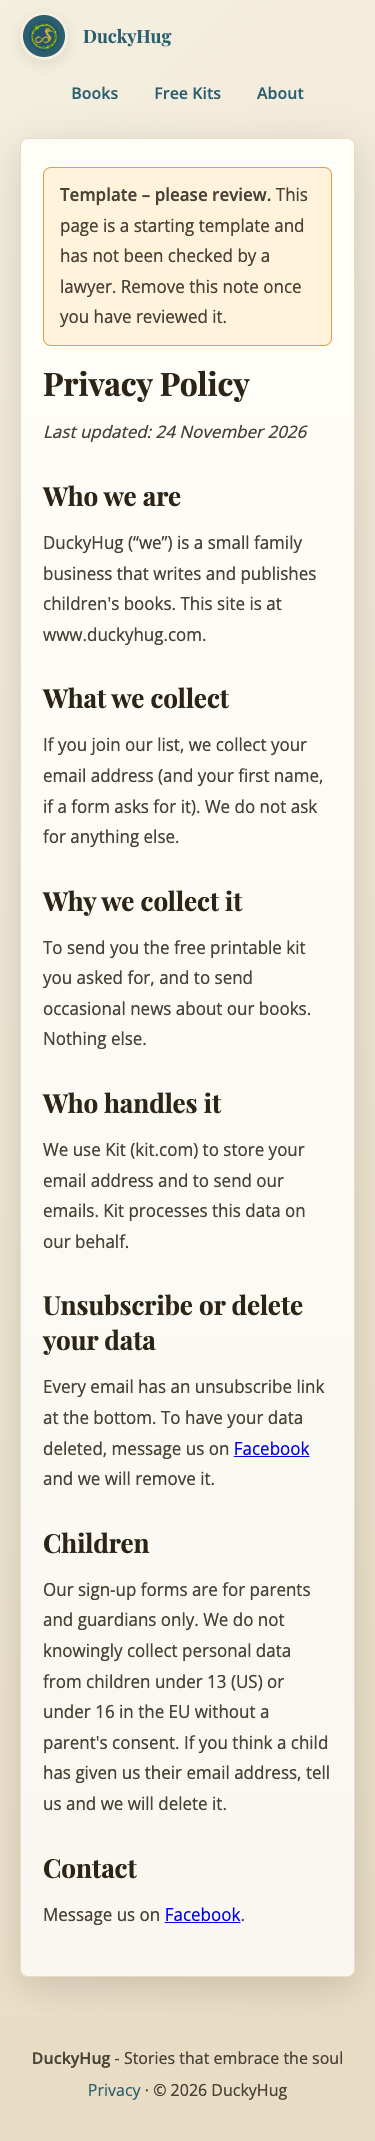 DuckyHug
Books Free Kits About
Template – please review. This
page is a starting template and
has not been checked by a
lawyer. Remove this note once
you have reviewed it.
Privacy Policy
Last updated: 24 November 2026
Who we are
DuckyHug (“we”) is a small family
business that writes and publishes
children's books. This site is at
www.duckyhug.com.
What we collect
If you join our list, we collect your
email address (and your first name,
if a form asks for it). We do not ask
for anything else.
Why we collect it
To send you the free printable kit
you asked for, and to send
occasional news about our books.
Nothing else.
Who handles it
We use Kit (kit.com) to store your
email address and to send our
emails. Kit processes this data on
our behalf.
Unsubscribe or delete
your data
Every email has an unsubscribe link
at the bottom. To have your data
deleted, message us on Facebook
and we will remove it.
Children
Our sign-up forms are for parents
and guardians only. We do not
knowingly collect personal data
from children under 13 (US) or
under 16 in the EU without a
parent's consent. If you think a child
has given us their email address, tell
us and we will delete it.
Contact
Message us on Facebook.
DuckyHug - Stories that embrace the soul
Privacy · © 2026 DuckyHug